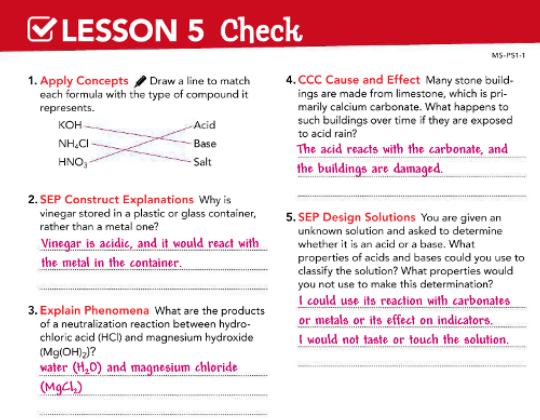 LESSON 5 Check
MS-PS1-1
1. Apply Concepts Draw a line to match
each formula with the type of compound it
represents.
KOH Acid
NH₄Cl Base
HNO₃ Salt
2. SEP Construct Explanations Why is
vinegar stored in a plastic or glass container,
rather than a metal one?
Vinegar is acidic, and it would react with
the metal in the container.
3. Explain Phenomena What are the products
of a neutralization reaction between hydro-
chloric acid (HCl) and magnesium hydroxide
(Mg(OH)₂)?
water (H₂O) and magnesium chloride
(MgCl₂)
4. CCC Cause and Effect Many stone build-
ings are made from limestone, which is pri-
marily calcium carbonate. What happens to
such buildings over time if they are exposed
to acid rain?
The acid reacts with the carbonate, and
the buildings are damaged.
5. SEP Design Solutions You are given an
unknown solution and asked to determine
whether it is an acid or a base. What
properties of acids and bases could you use to
classify the solution? What properties would
you not use to make this determination?
I could use its reaction with carbonates
or metals or its effect on indicators.
I would not taste or touch the solution.